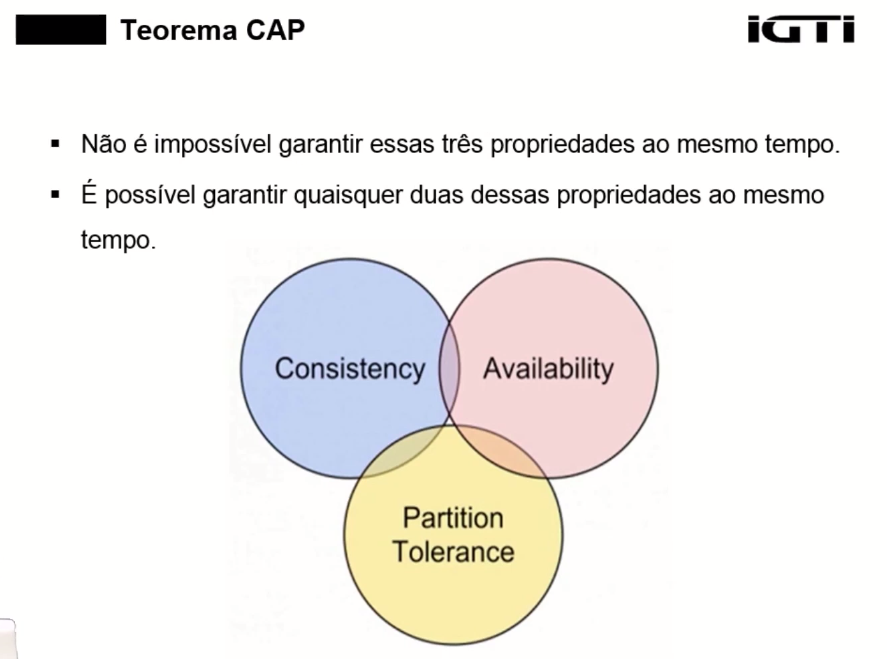 Teorema CAP
iGTi
▪ Não é impossível garantir essas três propriedades ao mesmo tempo.
▪ É possível garantir quaisquer duas dessas propriedades ao mesmo
tempo.
Consistency
Availability
Partition
Tolerance